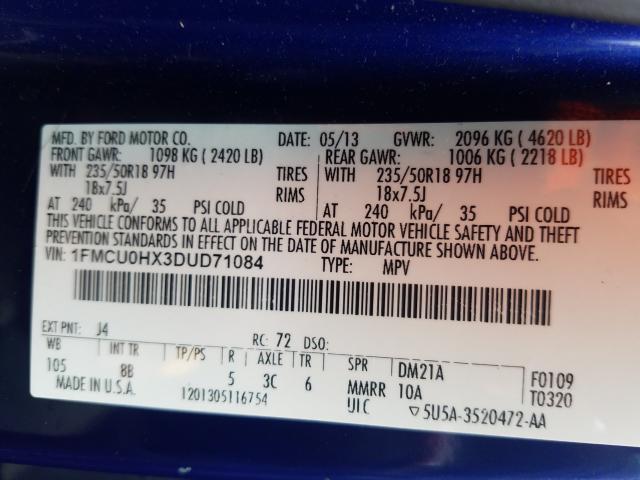 MFD. BY FORD MOTOR CO. DATE: 05/13 GVWR: 2096 KG ( 4620 LB)
FRONT GAWR: 1098 KG ( 2420 LB) REAR GAWR: 1006 KG ( 2218 LB)
WITH 235/50R18 97H TIRES WITH 235/50R18 97H TIRES
18x7.5J RIMS 18x7.5J RIMS
AT 240 kPa/ 35 PSI COLD AT 240 kPa/ 35 PSI COLD
THIS VEHICLE CONFORMS TO ALL APPLICABLE FEDERAL MOTOR VEHICLE SAFETY AND THEFT
PREVENTION STANDARDS IN EFFECT ON THE DATE OF MANUFACTURE SHOWN ABOVE.
VIN: 1FMCU0HX3DUD71084 TYPE: MPV
EXT PNT: J4 RC: 72 DSO:
WB INT TR TP/PS R AXLE TR SPR DM21A F0109
105 8B 5 3C 6 MMRR 10A T0320
MADE IN U.S.A. 1201305116754 UIC ▽5U5A-3520472-AA